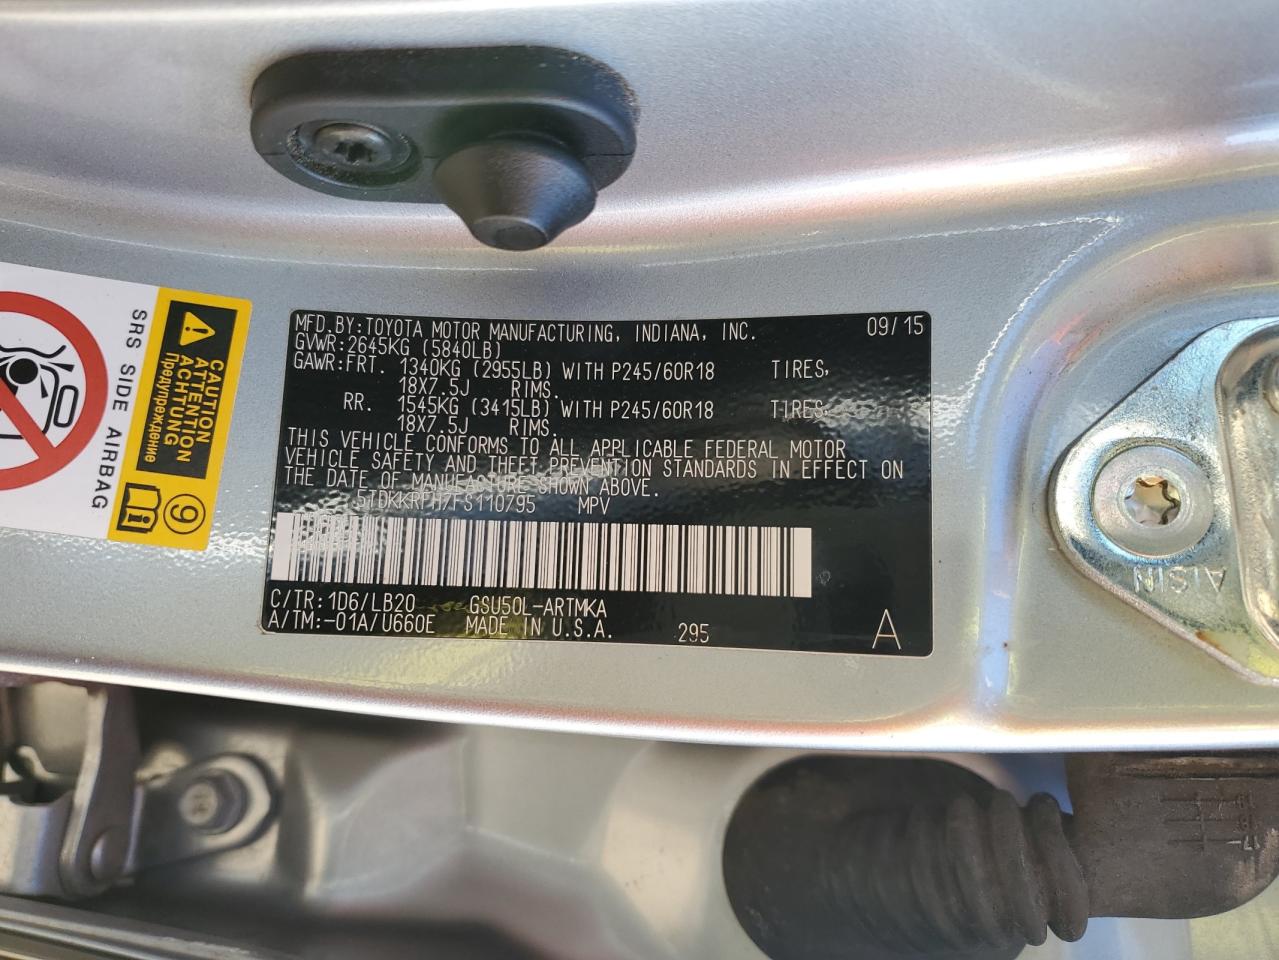 MFD.BY:TOYOTA MOTOR MANUFACTURING, INDIANA, INC. 09/15
GVWR:2645KG (5840LB)
GAWR:FRT. 1340KG (2955LB) WITH P245/60R18 TIRES,
18X7.5J RIMS.
RR. 1545KG (3415LB) WITH P245/60R18 TIRES,
18X7.5J RIMS.
THIS VEHICLE CONFORMS TO ALL APPLICABLE FEDERAL MOTOR
VEHICLE SAFETY AND THEFT PREVENTION STANDARDS IN EFFECT ON
THE DATE OF MANUFACTURE SHOWN ABOVE.
5TDKKRFH7FS110795 MPV
C/TR:1D6/LB20 GSU50L-ARTMKA
A/TM:-01A/U660E MADE IN U.S.A. 295 A
CAUTION
ATTENTION
ACHTUNG
Предупреждение
SRS SIDE AIRBAG
9
AISIN